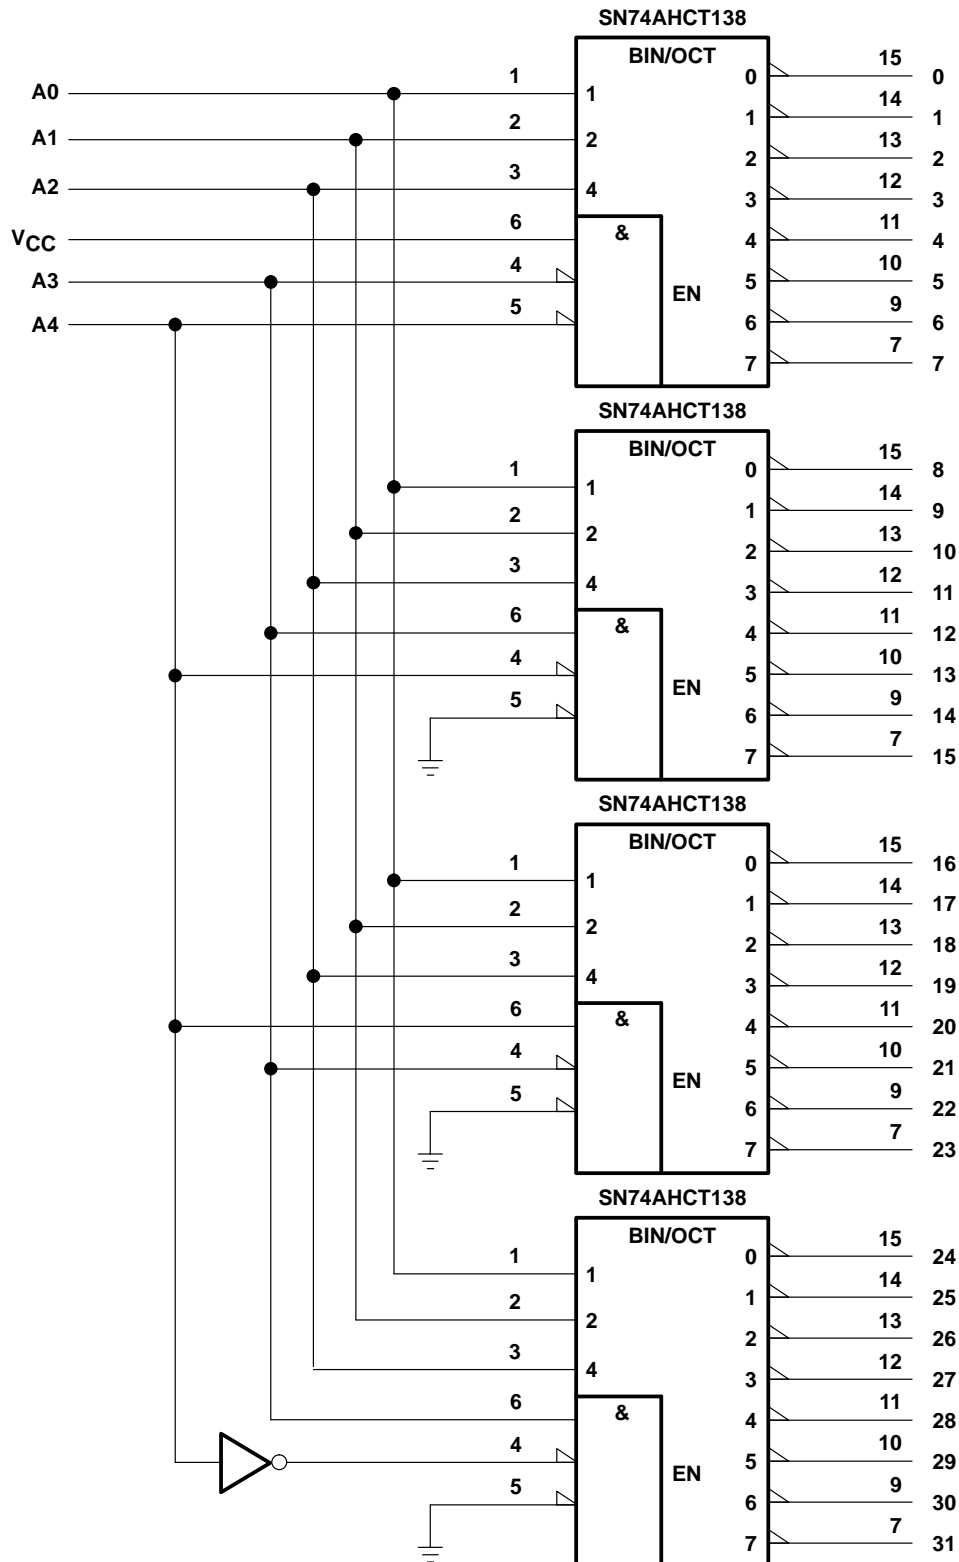 SN74AHCT138
BIN/OCT
A0 1 1 0 15 0
A1 2 2 1 14 1
A2 3 4 2 13 2
3 12 3
VCC 6 & 4 11 4
A3 4 5 10 5
EN
A4 5 6 9 6
7 7 7
SN74AHCT138
BIN/OCT
1 1 0 15 8
2 2 1 14 9
3 4 2 13 10
3 12 11
6 & 4 11 12
4 5 10 13
EN
5 6 9 14
7 7 15
SN74AHCT138
BIN/OCT
1 1 0 15 16
2 2 1 14 17
3 4 2 13 18
3 12 19
6 & 4 11 20
4 5 10 21
EN
5 6 9 22
7 7 23
SN74AHCT138
BIN/OCT
1 1 0 15 24
2 2 1 14 25
3 4 2 13 26
3 12 27
6 & 4 11 28
4 5 10 29
EN
5 6 9 30
7 7 31